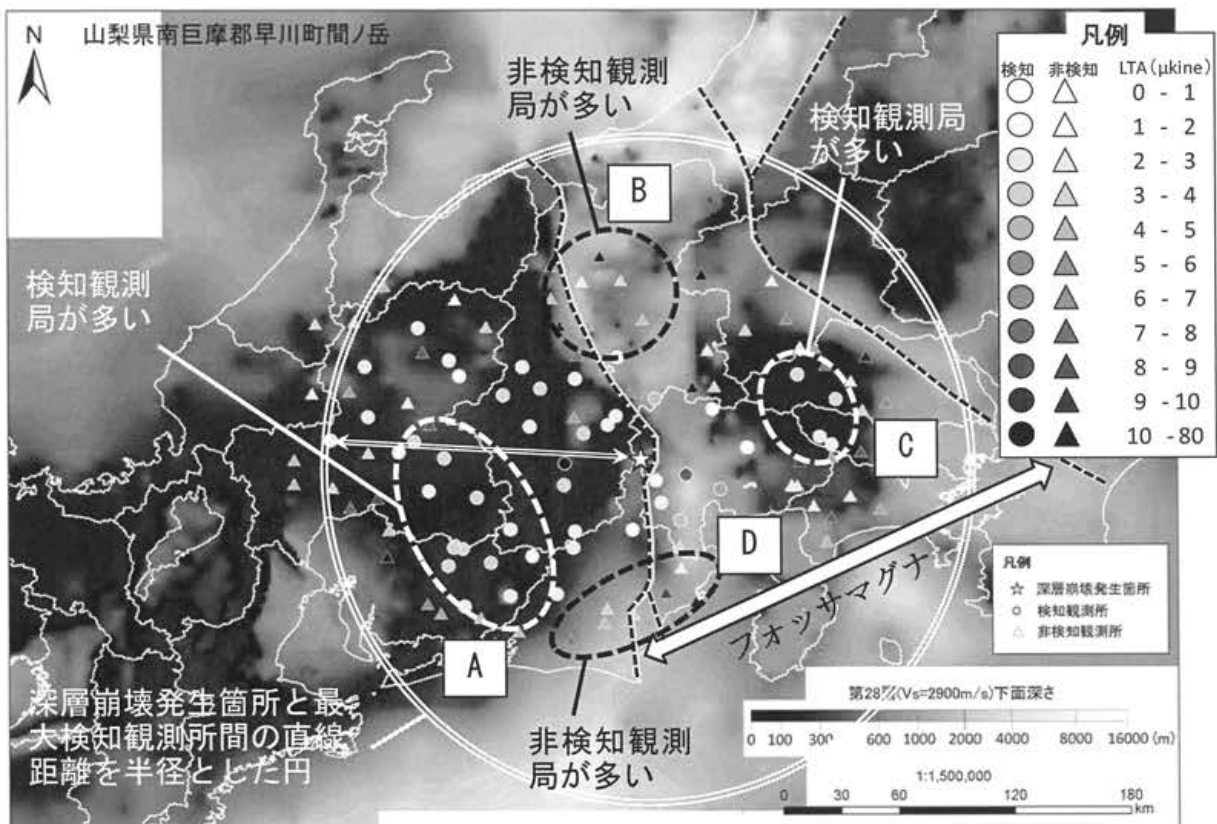 N
山梨県南巨摩郡早川町間ノ岳
非検知観測
局が多い
検知観測局
が多い
凡例
検知 非検知 LTA(μkine)
0 - 1
1 - 2
2 - 3
3 - 4
4 - 5
5 - 6
6 - 7
7 - 8
8 - 9
9 - 10
10 - 80
B
検知観測
局が多い
C
D
フォッサマグナ
A
凡例
深層崩壊発生箇所
検知観測所
非検知観測所
深層崩壊発生箇所と最
大検知観測所間の直線
距離を半径ととした円
非検知観測
局が多い
第28層(Vs=2900m/s)下面深さ
0 100 300 600 1000 2000 4000 8000 16000 (m)
1:1,500,000
0 30 60 120 180
km